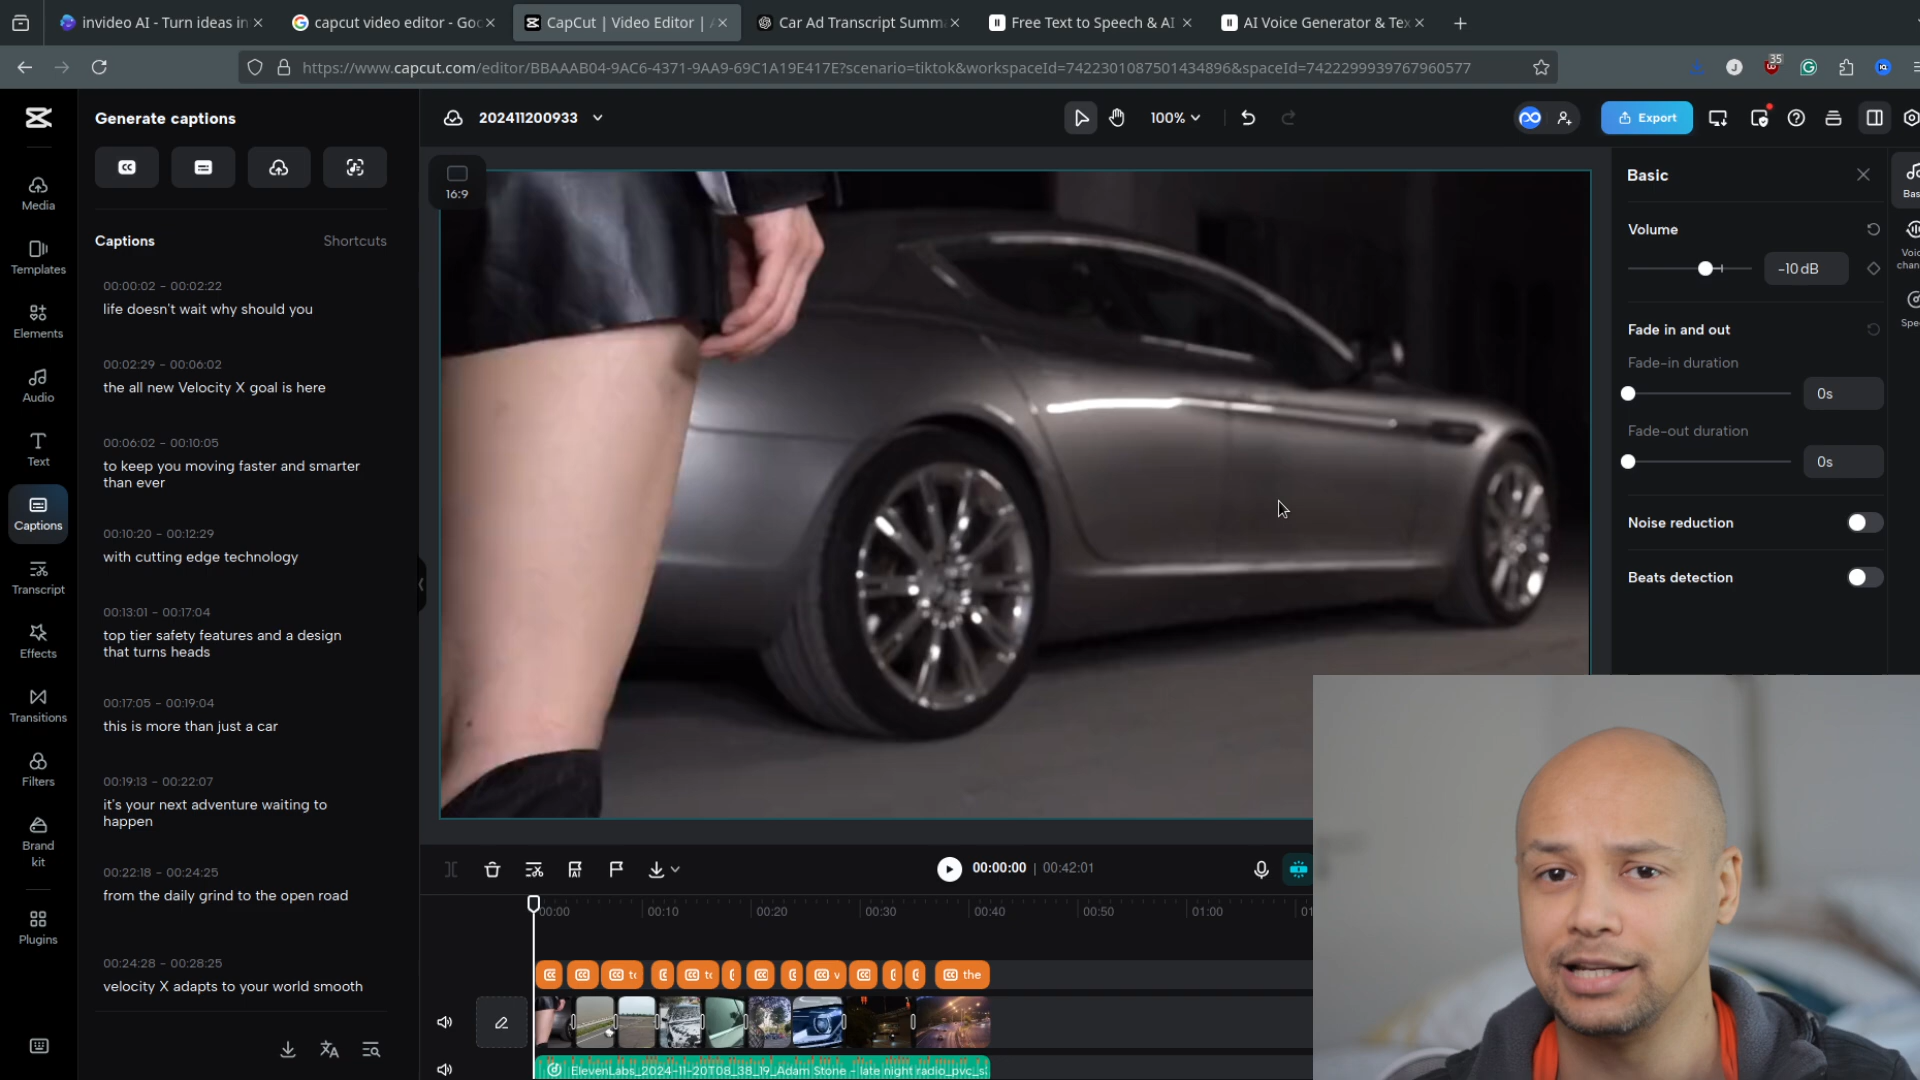 invideo AI - Turn ideas in
capcut video editor - Goo
CapCut | Video Editor |
Car Ad Transcript Summ
Free Text to Speech & AI
AI Voice Generator & Tex
https://www.capcut.com/editor/BBAAAB04-9AC6-4371-9AA9-69C1A19E417E?scenario=tiktok&workspaceId=7422301087501434896&spaceId=7422299939767960577
35
Generate captions
202411200933
100%
Export
Media
Templates
Elements
Audio
Text
Captions
Transcript
Effects
Transitions
Filters
Brand
kit
Plugins
Captions
Shortcuts
00:00:02 – 00:02:22
life doesn't wait why should you
00:02:29 – 00:06:02
the all new Velocity X goal is here
00:06:02 – 00:10:05
to keep you moving faster and smarter
than ever
00:10:20 – 00:12:29
with cutting edge technology
00:13:01 – 00:17:04
top tier safety features and a design
that turns heads
00:17:05 – 00:19:04
this is more than just a car
00:19:13 – 00:22:07
it's your next adventure waiting to
happen
00:22:18 – 00:24:25
from the daily grind to the open road
00:24:28 – 00:28:25
velocity X adapts to your world smooth
16:9
Basic
Volume
-10dB
Fade in and out
Fade-in duration
0s
Fade-out duration
0s
Noise reduction
Beats detection
Bas
Voic
chan
Spee
00:00:00 | 00:42:01
00:00
00:10
00:20
00:30
00:40
00:50
01:00
the
ElevenLabs_2024-11-20T08_38_19_Adam Stone – late night radio_pvc_s